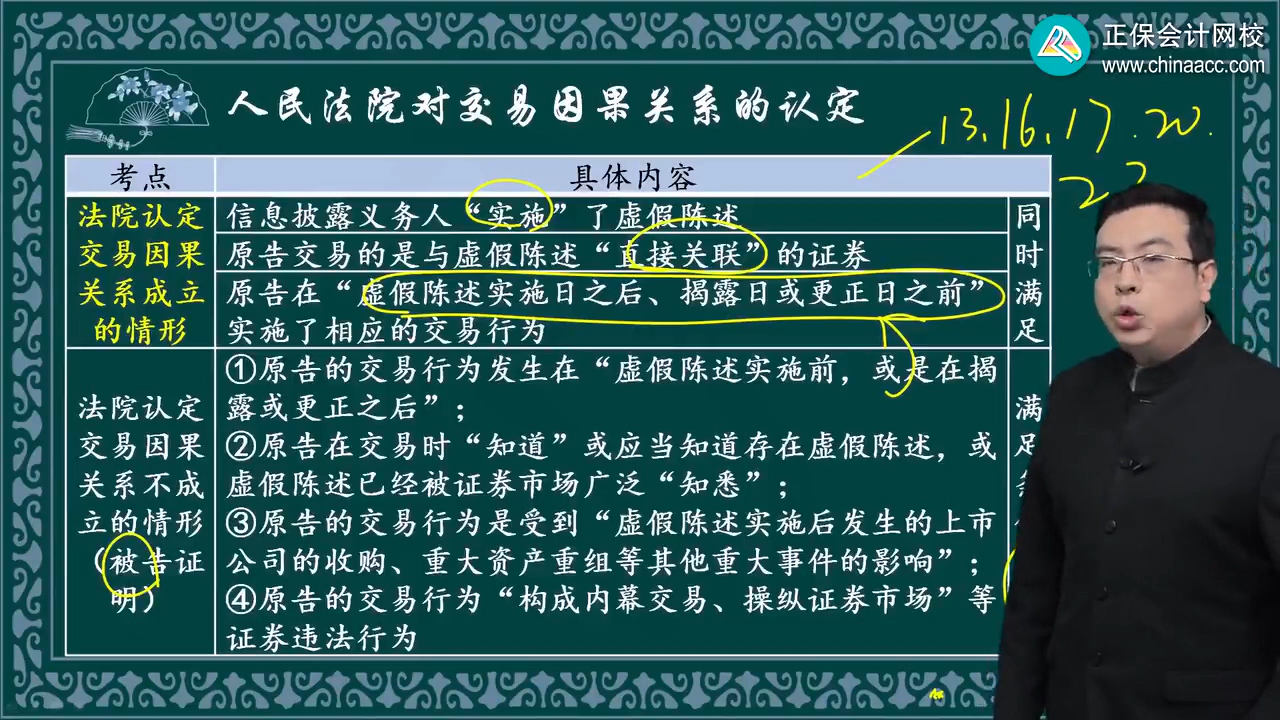 正保会计网校
www.chinaacc.com
人民法院对交易因果关系的认定
13、16、17、20.
考点
具体内容
法院认定
交易因果
关系成立
的情形
信息披露义务人“实施”了虚假陈述
原告交易的是与虚假陈述“直接关联”的证券
原告在“虚假陈述实施日之后、揭露日或更正日之前”
实施了相应的交易行为
同
时
满
足
法院认定
交易因果
关系不成
立的情形
（被告证
明）
①原告的交易行为发生在“虚假陈述实施前，或是在揭
露或更正之后”；
②原告在交易时“知道”或应当知道存在虚假陈述，或
虚假陈述已经被证券市场广泛“知悉”；
③原告的交易行为是受到“虚假陈述实施后发生的上市
公司的收购、重大资产重组等其他重大事件的影响”；
④原告的交易行为“构成内幕交易、操纵证券市场”等
证券违法行为
满
足